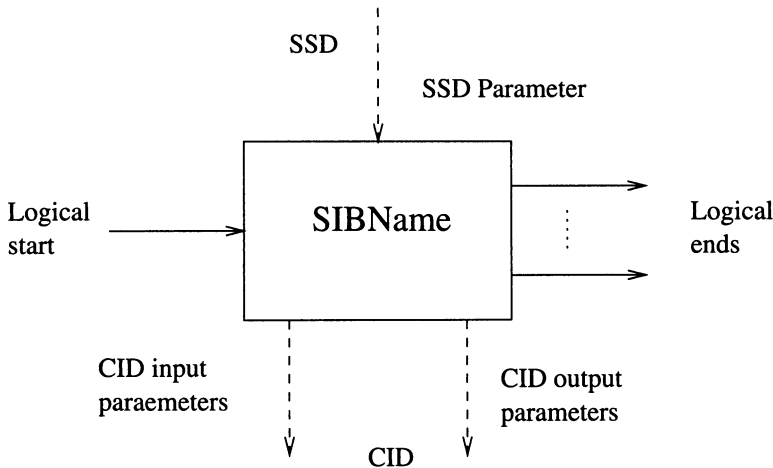 SSD
SSD Parameter
Logical
start
SIBName
Logical
ends
CID input
paraemeters
CID output
parameters
CID